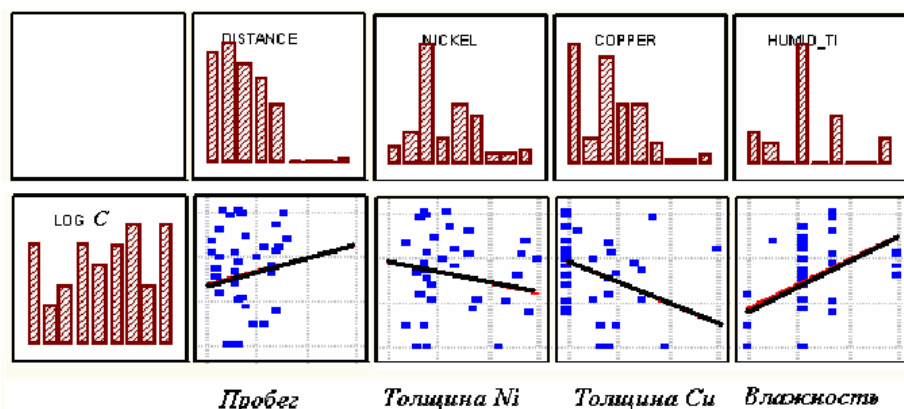 DISTANCE
NICKEL
COPPER
HUMID_TI
LOG C
Пробег
Толщина Ni
Толщина Cu
Влажность